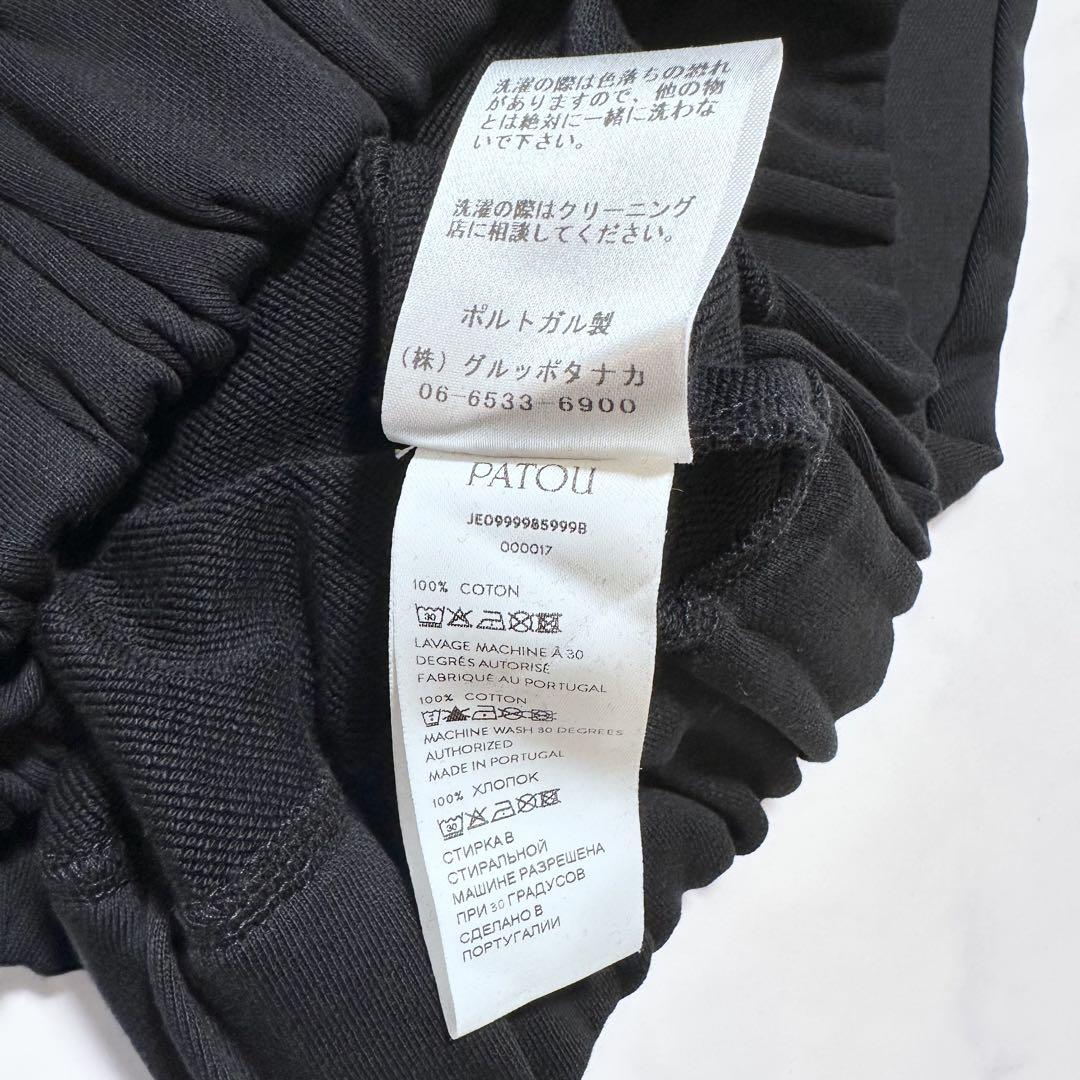 洗濯の際は色落ちの恐れ
がありますので、他の物
とは絶対に一緒に洗わな
いで下さい。
洗濯の際はクリーニング
店に相談してください。
ポルトガル製
(株)グルッポタナカ
06-6533-6900
PATOU
JE0999985999B
000017
100% COTON
30
LAVAGE MACHINE À 30
DEGRÉS AUTORISÉ
FABRIQUÉ AU PORTUGAL
100% COTTON
MACHINE WASH 30 DEGREES
AUTHORIZED
MADE IN PORTUGAL
100% ХЛОПОК
30
СТИРКА В
СТИРАЛЬНОЙ
МАШИНЕ РАЗРЕШЕНА
ПРИ 30 ГРАДУСОВ
СДЕЛАНО В
ПОРТУГАЛИИ